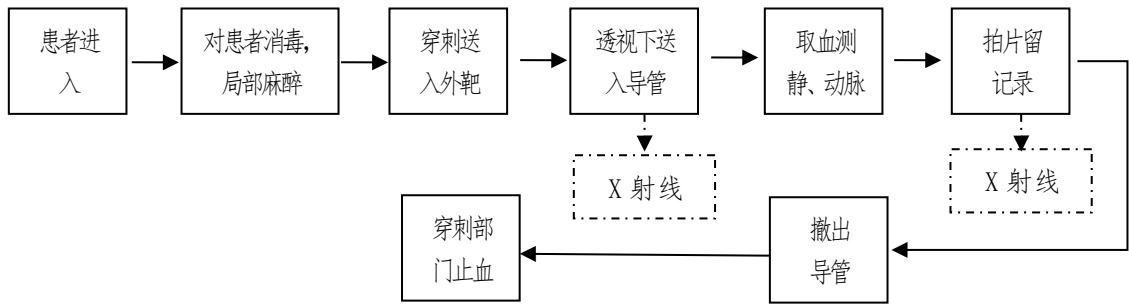 患者进
入
对患者消毒，
局部麻醉
穿刺送
入外靶
透视下送
入导管
取血测
静、动脉
拍片留
记录
X 射线
X 射线
撤出
导管
穿刺部
门止血